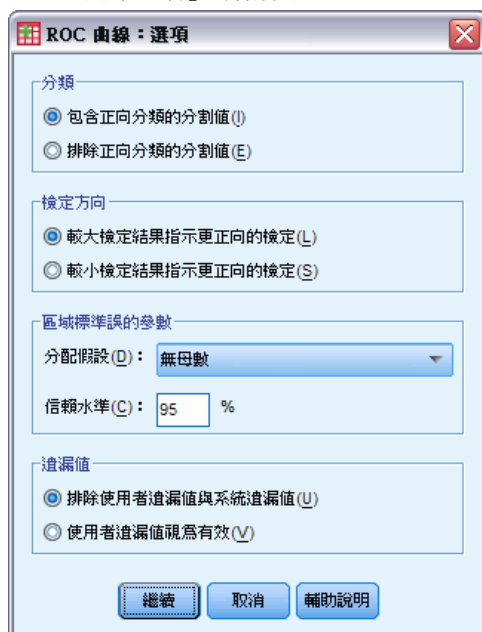 ROC 曲線：選項
分類
包含正向分類的分割值(I)
排除正向分類的分割值(E)
檢定方向
較大檢定結果指示更正向的檢定(L)
較小檢定結果指示更正向的檢定(S)
區域標準誤的參數
分配假設(D)：
無母數
信賴水準(C)：
95 %
遺漏值
排除使用者遺漏值與系統遺漏值(U)
使用者遺漏值視為有效(V)
繼續 取消 輔助說明